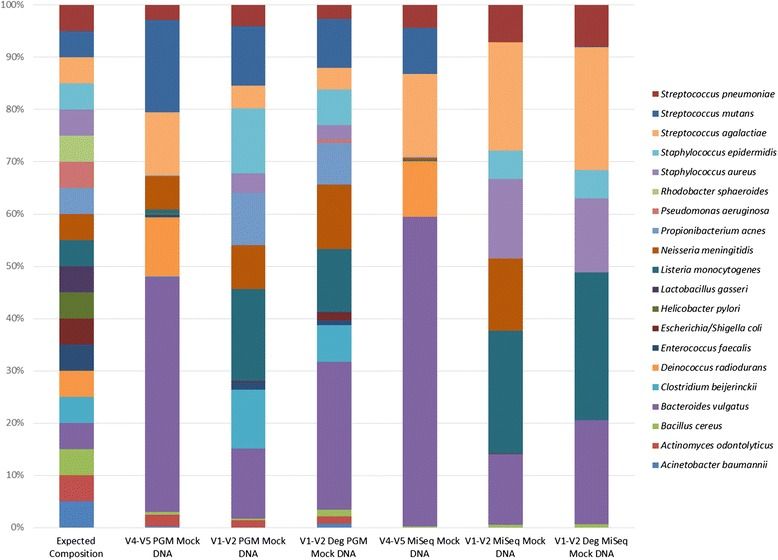 100%
90%
80%
70%
60%
50%
40%
30%
20%
10%
0%
Expected
Composition
V4-V5 PGM Mock
DNA
V1-V2 PGM Mock
DNA
V1-V2 Deg PGM
Mock DNA
V4-V5 MiSeq Mock
DNA
V1-V2 MiSeq Mock
DNA
V1-V2 Deg MiSeq
Mock DNA
Streptococcus pneumoniae
Streptococcus mutans
Streptococcus agalactiae
Staphylococcus epidermidis
Staphylococcus aureus
Rhodobacter sphaeroides
Pseudomonas aeruginosa
Propionibacterium acnes
Neisseria meningitidis
Listeria monocytogenes
Lactobacillus gasseri
Helicobacter pylori
Escherichia/Shigella coli
Enterococcus faecalis
Deinococcus radiodurans
Clostridium beijerinckii
Bacteroides vulgatus
Bacillus cereus
Actinomyces odontolyticus
Acinetobacter baumannii